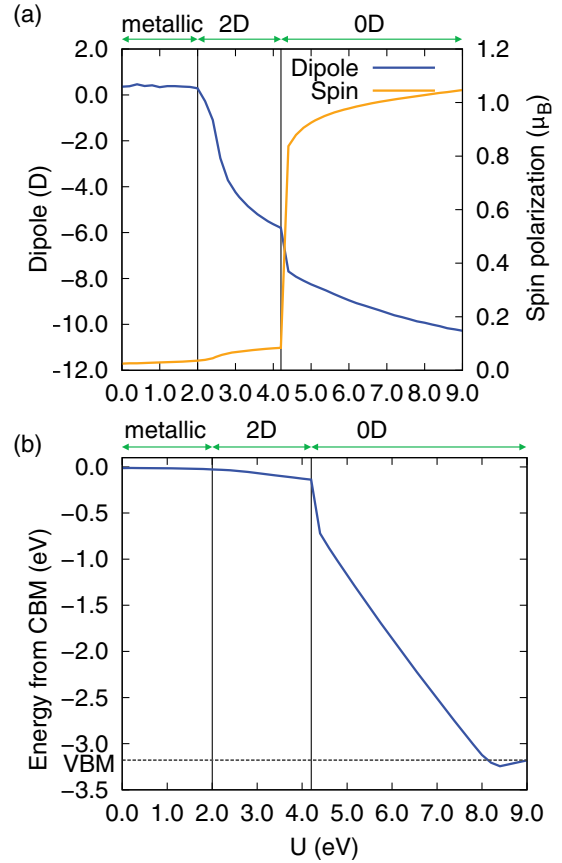 (a)
metallic 2D 0D
2.0 1.2
Dipole
0.0 Spin 1.0
−2.0 0.8
−4.0
0.6
−6.0
0.4
−8.0
−10.0 0.2
−12.0 0.0
Dipole (D)
Spin polarization (μB)
0.0 1.0 2.0 3.0 4.0 5.0 6.0 7.0 8.0 9.0
(b)
metallic 2D 0D
0.0
−0.5
−1.0
−1.5
−2.0
−2.5
−3.0
VBM
−3.5
Energy from CBM (eV)
0.0 1.0 2.0 3.0 4.0 5.0 6.0 7.0 8.0 9.0
U (eV)